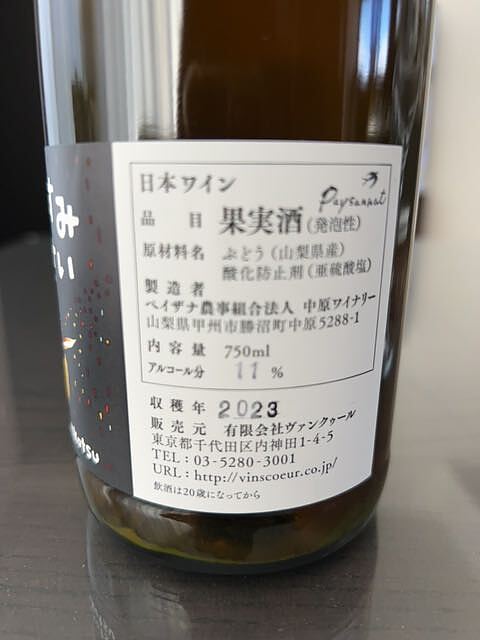 日本ワイン
Paysannat
品目 果実酒(発泡性)
原材料名 ぶどう(山梨県産)
酸化防止剤(亜硫酸塩)
製造者
ペイザナ農事組合法人 中原ワイナリー
山梨県甲州市勝沼町中原5288-1
内容量 750ml
アルコール分 11 %
収穫年 2023
販売元 有限会社ヴァンクゥール
東京都千代田区内神田1-4-5
TEL:03-5280-3001
URL:http://vinscoeur.co.jp/
飲酒は20歳になってから
み
い